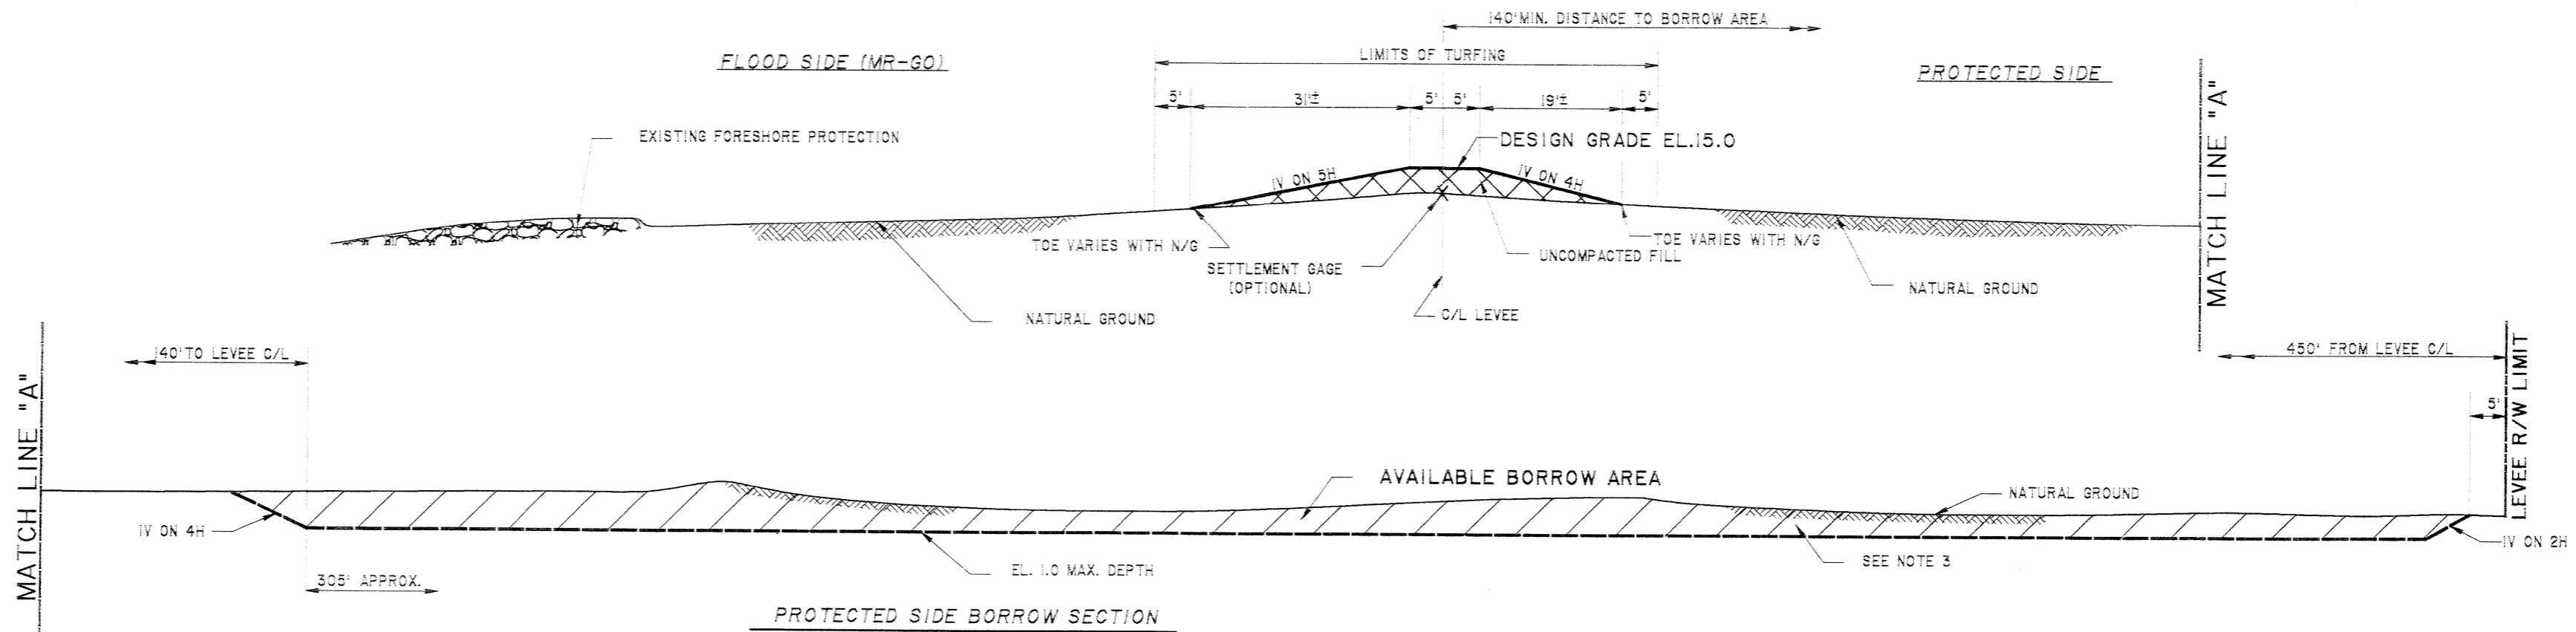 140' MIN. DISTANCE TO BORROW AREA
FLOOD SIDE (MR-GO)
LIMITS OF TURFING
PROTECTED SIDE
5'
31'±
5'
5'
19'±
5'
EXISTING FORESHORE PROTECTION
DESIGN GRADE EL.15.0
1V ON 5H
1V ON 4H
TOE VARIES WITH N/G
TOE VARIES WITH N/G
UNCOMPACTED FILL
SETTLEMENT GAGE
(OPTIONAL)
NATURAL GROUND
NATURAL GROUND
C/L LEVEE
MATCH LINE "A"
140' TO LEVEE C/L
450' FROM LEVEE C/L
MATCH LINE "A"
LEVEE R/W LIMIT
5'
AVAILABLE BORROW AREA
NATURAL GROUND
1V ON 4H
1V ON 2H
SEE NOTE 3
EL. 1.0 MAX. DEPTH
305' APPROX.
PROTECTED SIDE BORROW SECTION